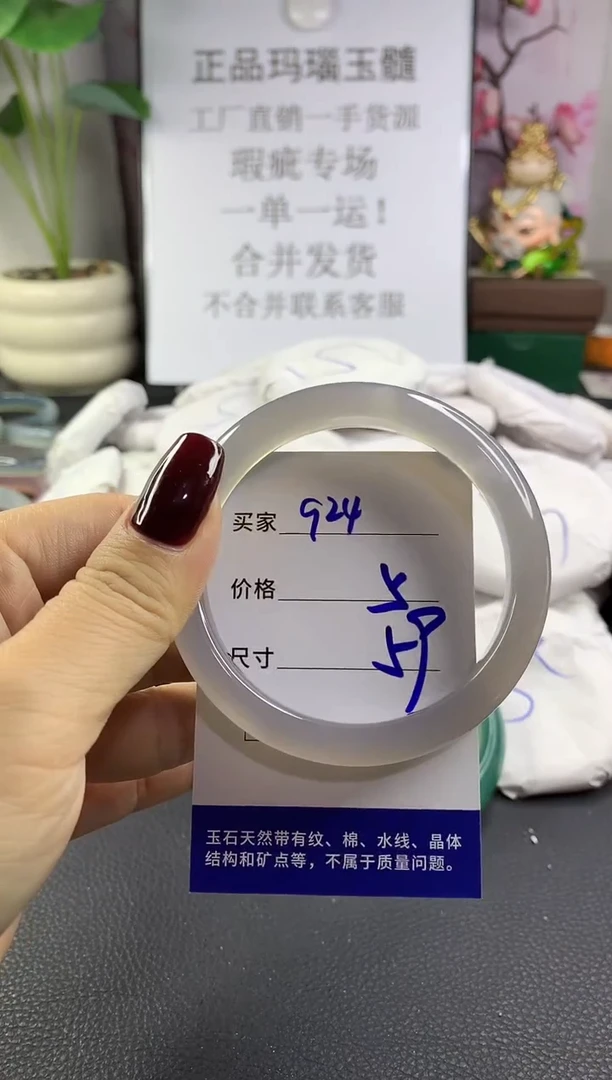 正品玛瑙玉髓
工厂直销一手货源
瑕疵专场
一单一运!
合并发货
不合并联系客服
买家 924
价格 5
尺寸 59
玉石天然带有纹、棉、水线、晶体
结构和矿点等，不属于质量问题。